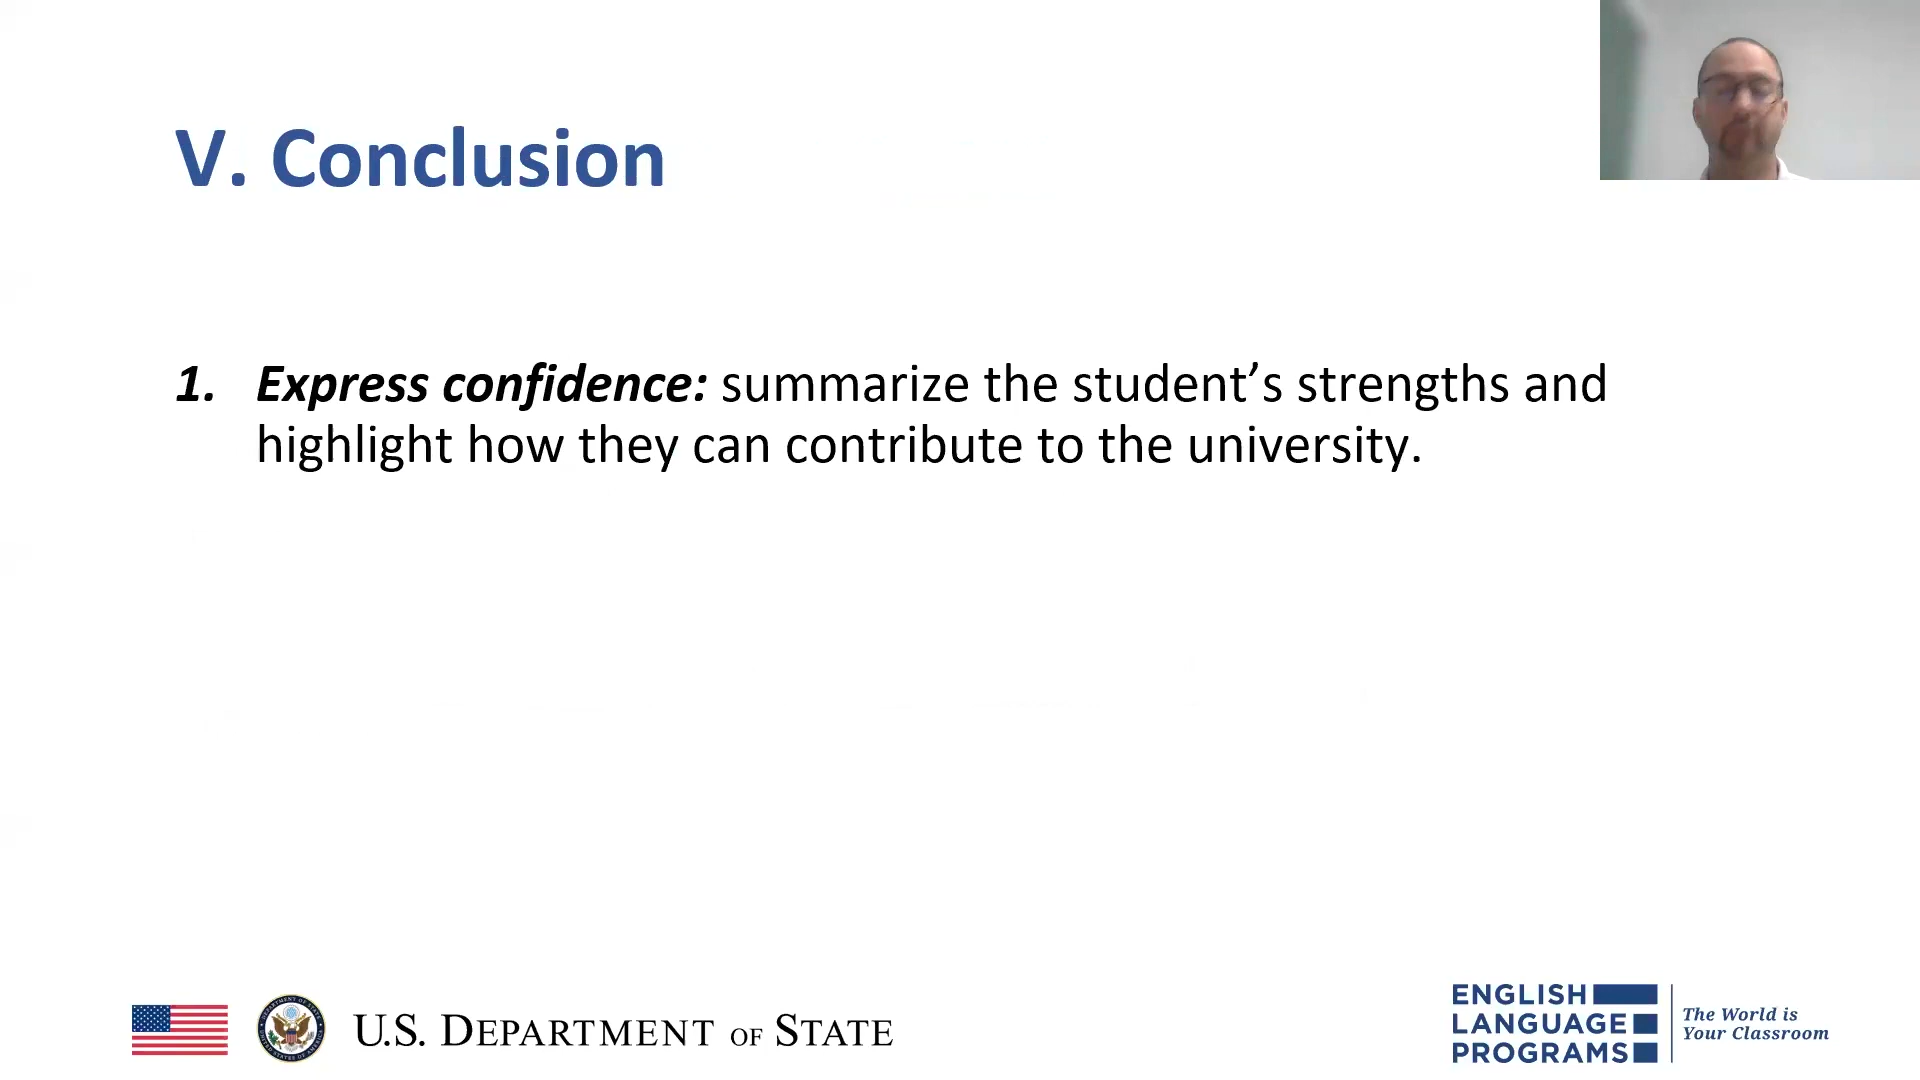 V. Conclusion
1. Express confidence: summarize the student’s strengths and
highlight how they can contribute to the university.
U.S. DEPARTMENT OF STATE
ENGLISH
LANGUAGE
PROGRAMS
The World is
Your Classroom